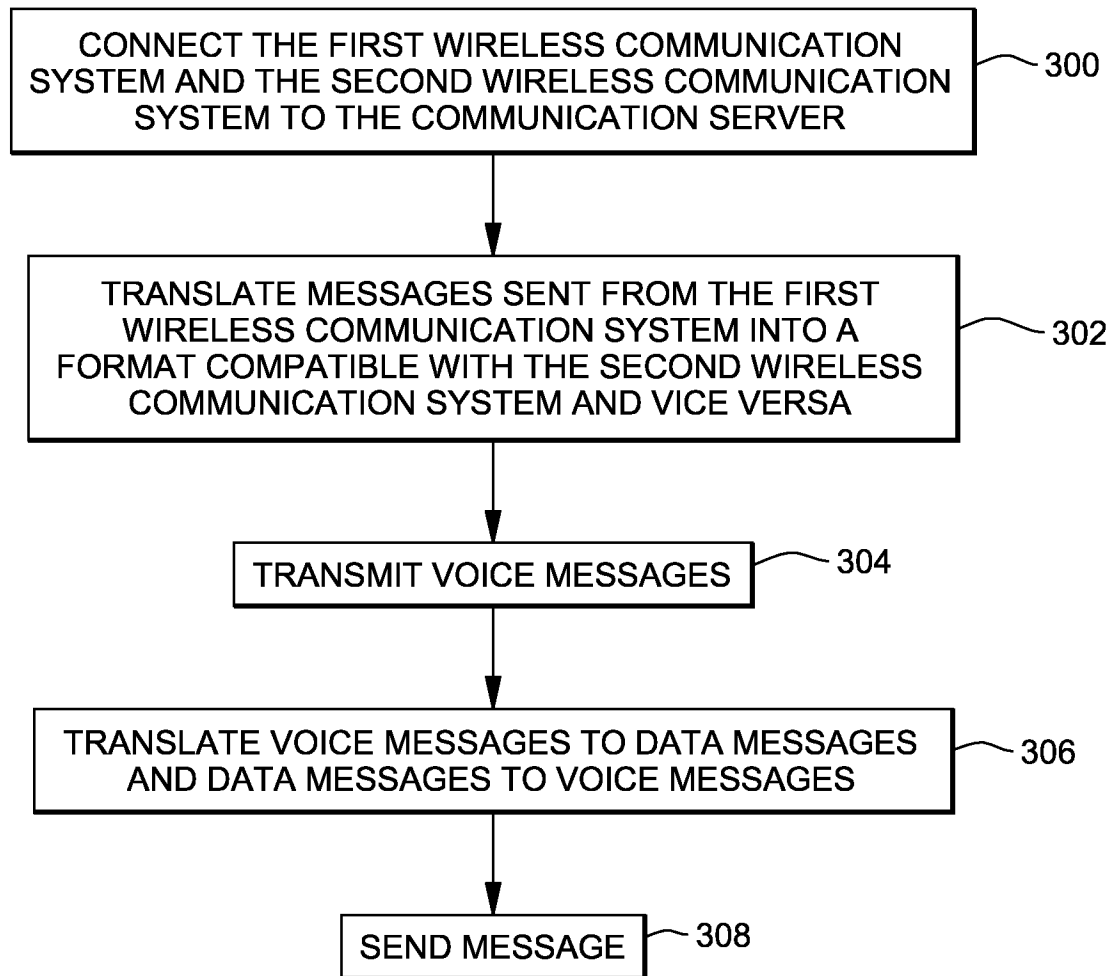 CONNECT THE FIRST WIRELESS COMMUNICATION
SYSTEM AND THE SECOND WIRELESS COMMUNICATION
SYSTEM TO THE COMMUNICATION SERVER
300
TRANSLATE MESSAGES SENT FROM THE FIRST
WIRELESS COMMUNICATION SYSTEM INTO A
FORMAT COMPATIBLE WITH THE SECOND WIRELESS
COMMUNICATION SYSTEM AND VICE VERSA
302
TRANSMIT VOICE MESSAGES
304
TRANSLATE VOICE MESSAGES TO DATA MESSAGES
AND DATA MESSAGES TO VOICE MESSAGES
306
SEND MESSAGE
308